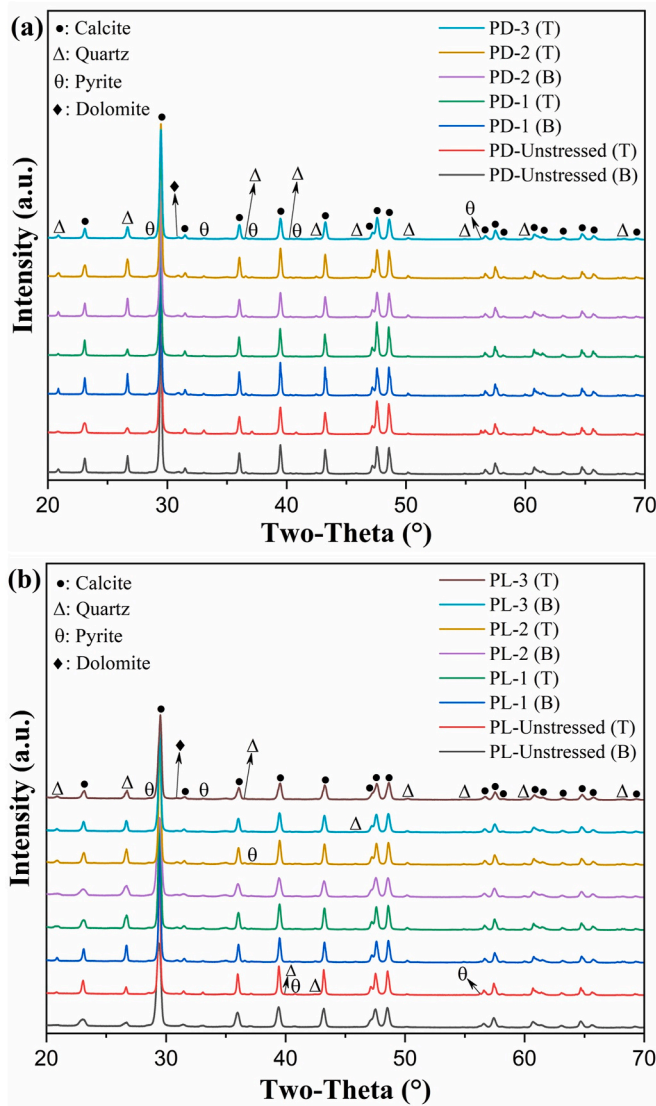 (a)
●: Calcite
Δ: Quartz
θ: Pyrite
♦: Dolomite
PD-3 (T)
PD-2 (T)
PD-2 (B)
PD-1 (T)
PD-1 (B)
PD-Unstressed (T)
PD-Unstressed (B)
Intensity (a.u.)
20 30 40 50 60 70
Two-Theta (°)
(b)
●: Calcite
Δ: Quartz
θ: Pyrite
♦: Dolomite
PL-3 (T)
PL-3 (B)
PL-2 (T)
PL-2 (B)
PL-1 (T)
PL-1 (B)
PL-Unstressed (T)
PL-Unstressed (B)
Intensity (a.u.)
20 30 40 50 60 70
Two-Theta (°)